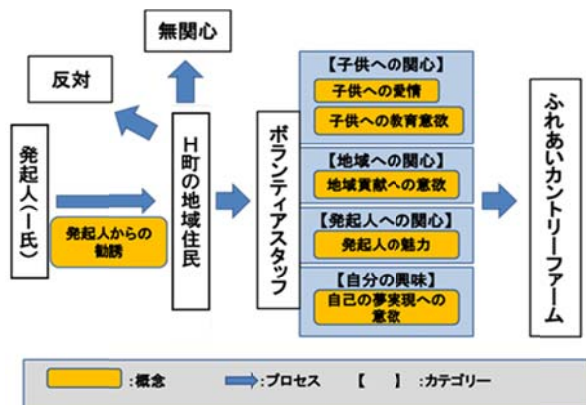 無関心
反対
発起人(I氏)
発起人からの
勧誘
H町の地域住民
ボランティアスタッフ
【子供への関心】
子供への愛情
子供への教育意欲
【地域への関心】
地域貢献への意欲
【発起人への関心】
発起人の魅力
【自分の興味】
自己の夢実現への
意欲
ふれあいカントリーファーム
:概念
:プロセス
【 】:カテゴリー